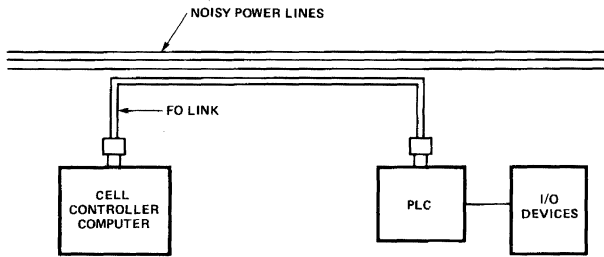 NOISY POWER LINES
FO LINK
CELL
CONTROLLER
COMPUTER
PLC
I/O
DEVICES